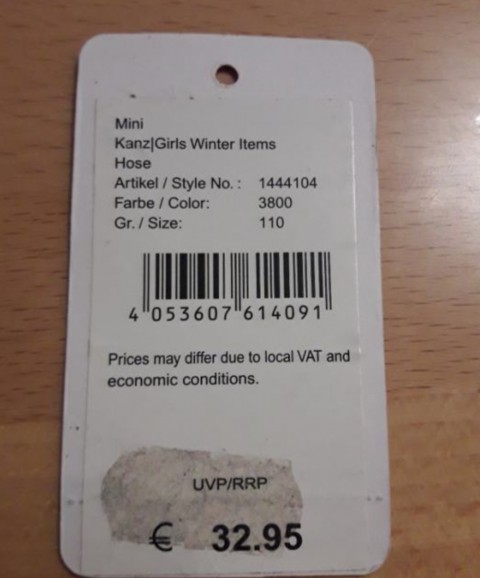 Mini
Kanz|Girls Winter Items
Hose
Artikel / Style No. : 1444104
Farbe / Color: 3800
Gr. / Size: 110
4 053607 614091
Prices may differ due to local VAT and
economic conditions.
UVP/RRP
€ 32.95